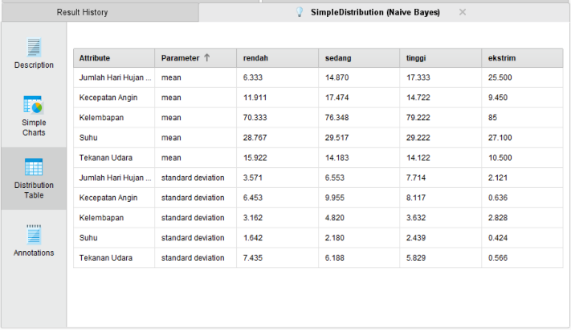 Result History
SimpleDistribution (Naive Bayes)
Description
Simple
Charts
Distribution
Table
Annotations
Attribute Parameter ↑ rendah sedang tinggi ekstrim
Jumlah Hari Hujan ... mean 6.333 14.870 17.333 25.500
Kecepatan Angin mean 11.911 17.474 14.722 9.450
Kelembapan mean 70.333 76.348 79.222 85
Suhu mean 28.767 29.517 29.222 27.100
Tekanan Udara mean 15.922 14.183 14.122 10.500
Jumlah Hari Hujan ... standard deviation 3.571 6.553 7.714 2.121
Kecepatan Angin standard deviation 6.453 9.955 8.117 0.636
Kelembapan standard deviation 3.162 4.820 3.632 2.828
Suhu standard deviation 1.642 2.180 2.439 0.424
Tekanan Udara standard deviation 7.435 6.188 5.829 0.566